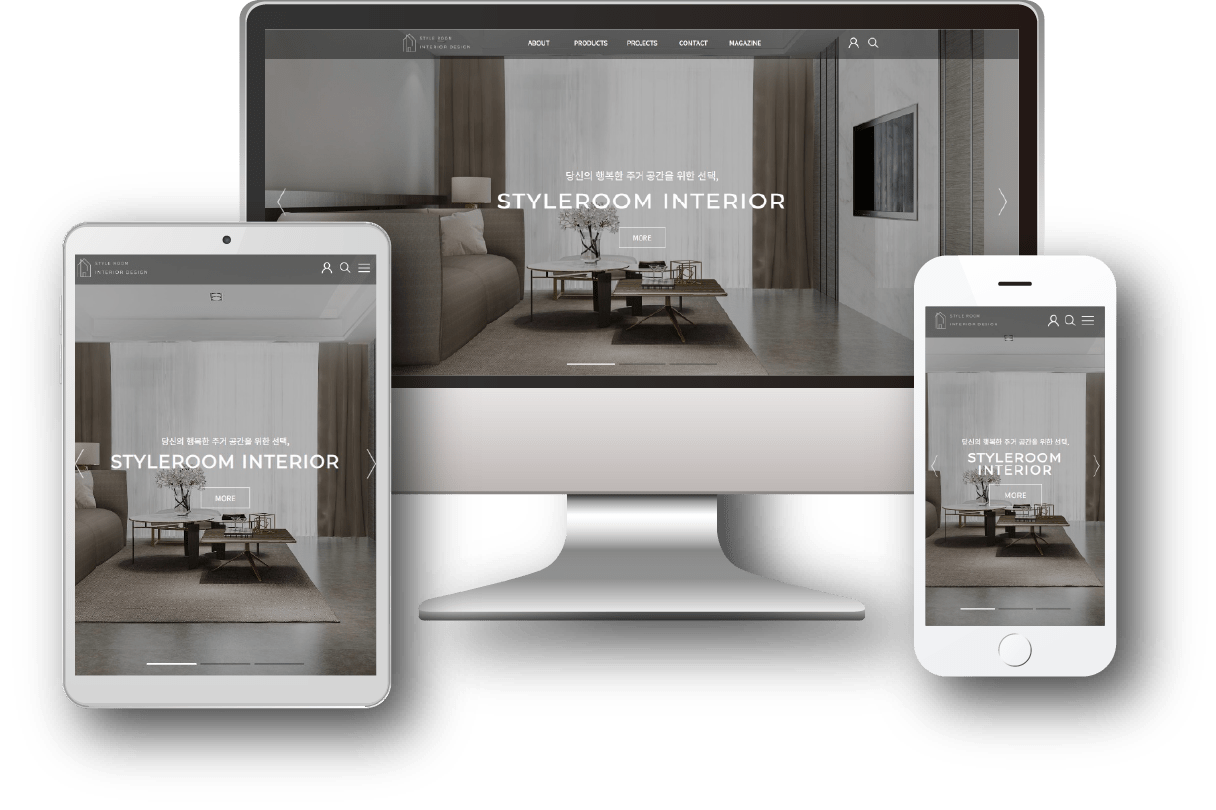 STYLE ROOM
INTERIOR DESIGN
ABOUT PRODUCTS PROJECTS CONTACT MAGAZINE
당신의 행복한 주거 공간을 위한 선택,
STYLEROOM INTERIOR
MORE
STYLE ROOM
INTERIOR DESIGN
당신의 행복한 주거 공간을 위한 선택,
STYLEROOM INTERIOR
MORE
STYLE ROOM
INTERIOR DESIGN
당신의 행복한 주거 공간을 위한 선택,
STYLEROOM
INTERIOR
MORE